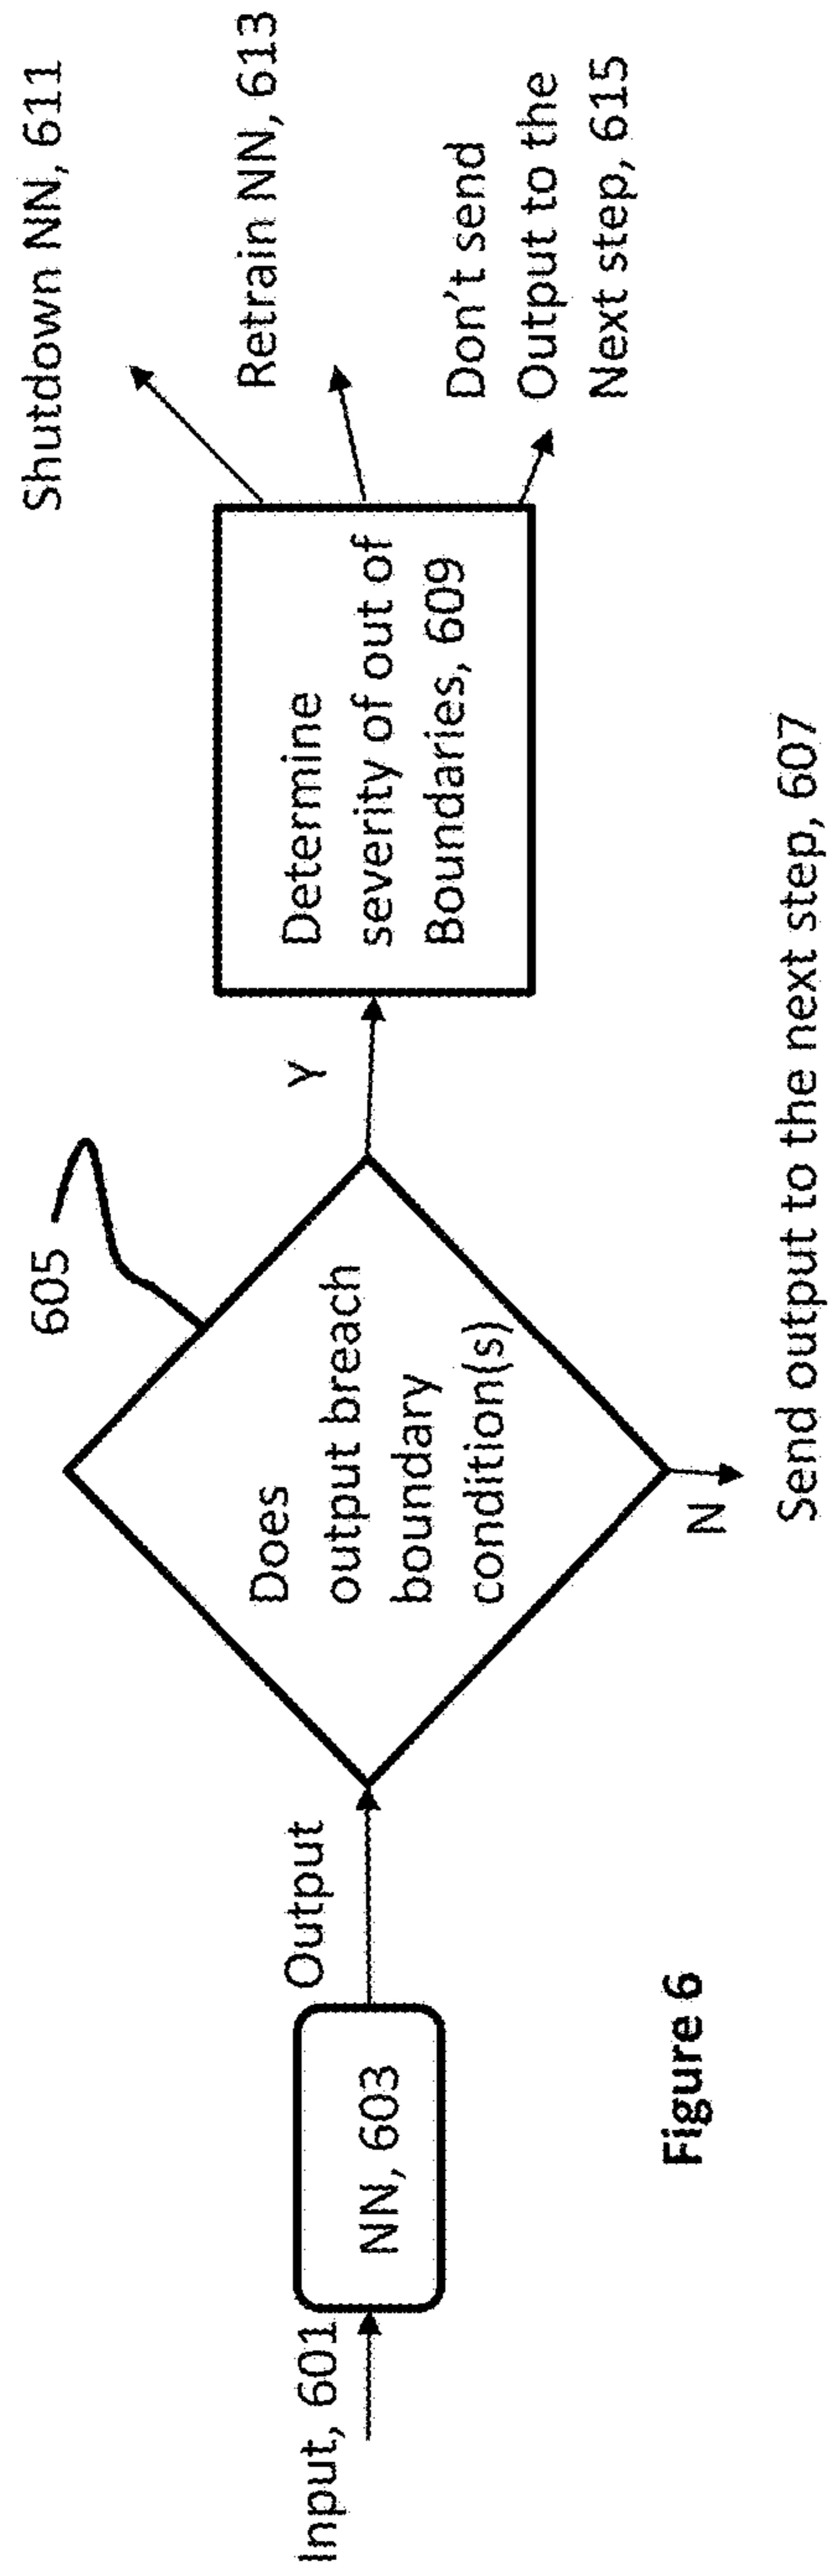 Input, 601
NN, 603
Output
605
Does
output breach
boundary
condition(s)
Y
N
Send output to the next step, 607
Determine
severity of out of
Boundaries, 609
Shutdown NN, 611
Retrain NN, 613
Don't send
Output to the
Next step, 615
Figure 6